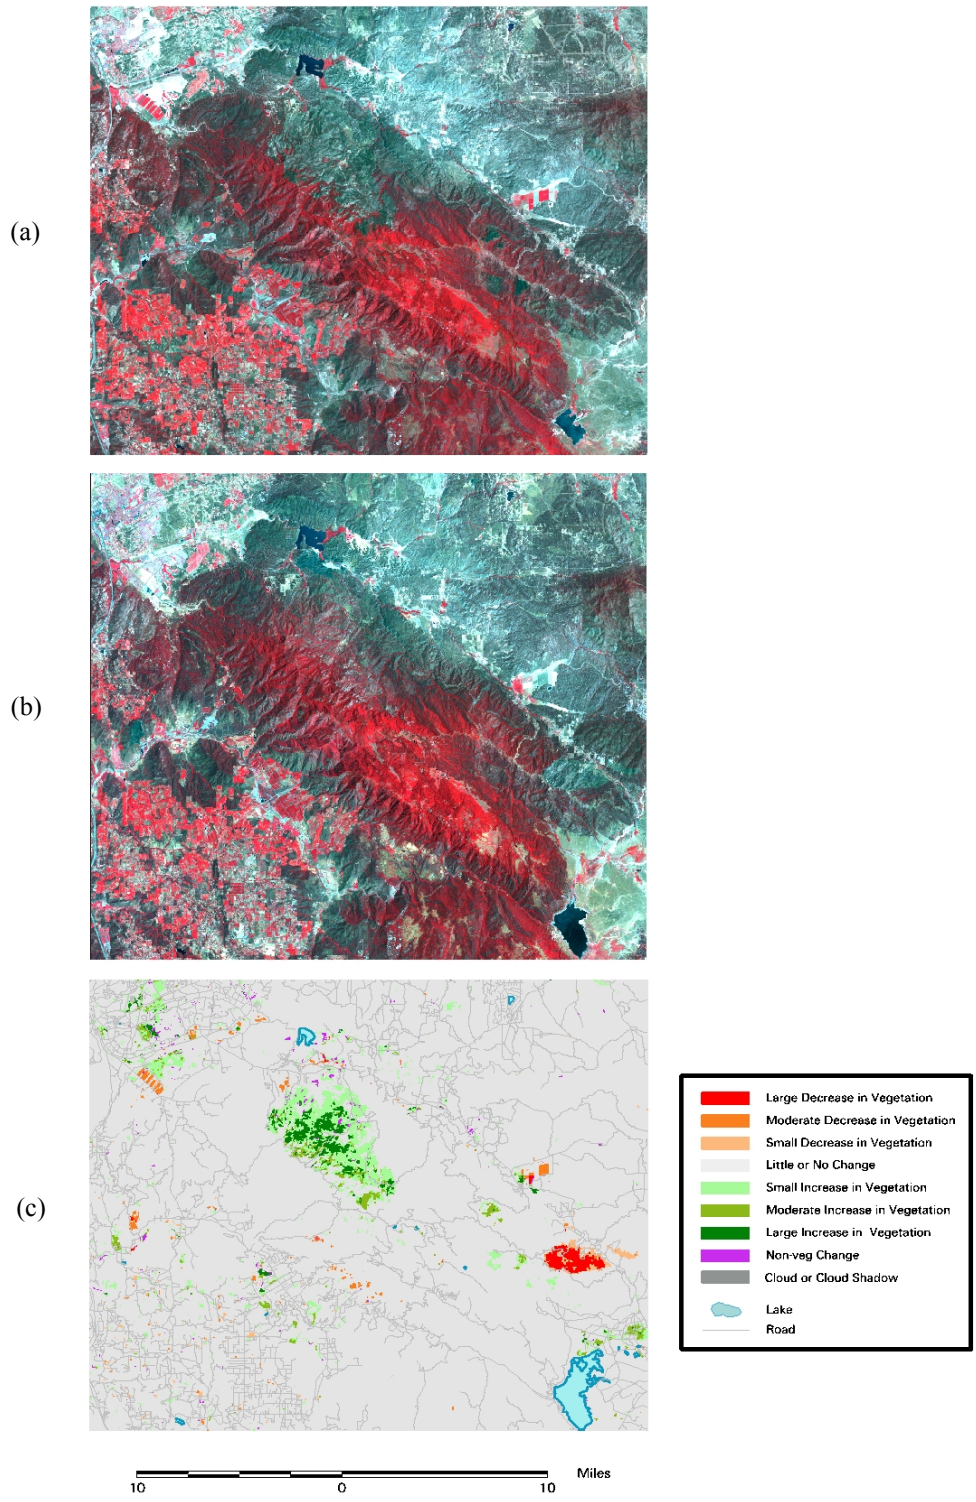 (a)
(b)
(c)
Large Decrease in Vegetation
Moderate Decrease in Vegetation
Small Decrease in Vegetation
Little or No Change
Small Increase in Vegetation
Moderate Increase in Vegetation
Large Increase in Vegetation
Non-veg Change
Cloud or Cloud Shadow
Lake
Road
10 0 10 Miles